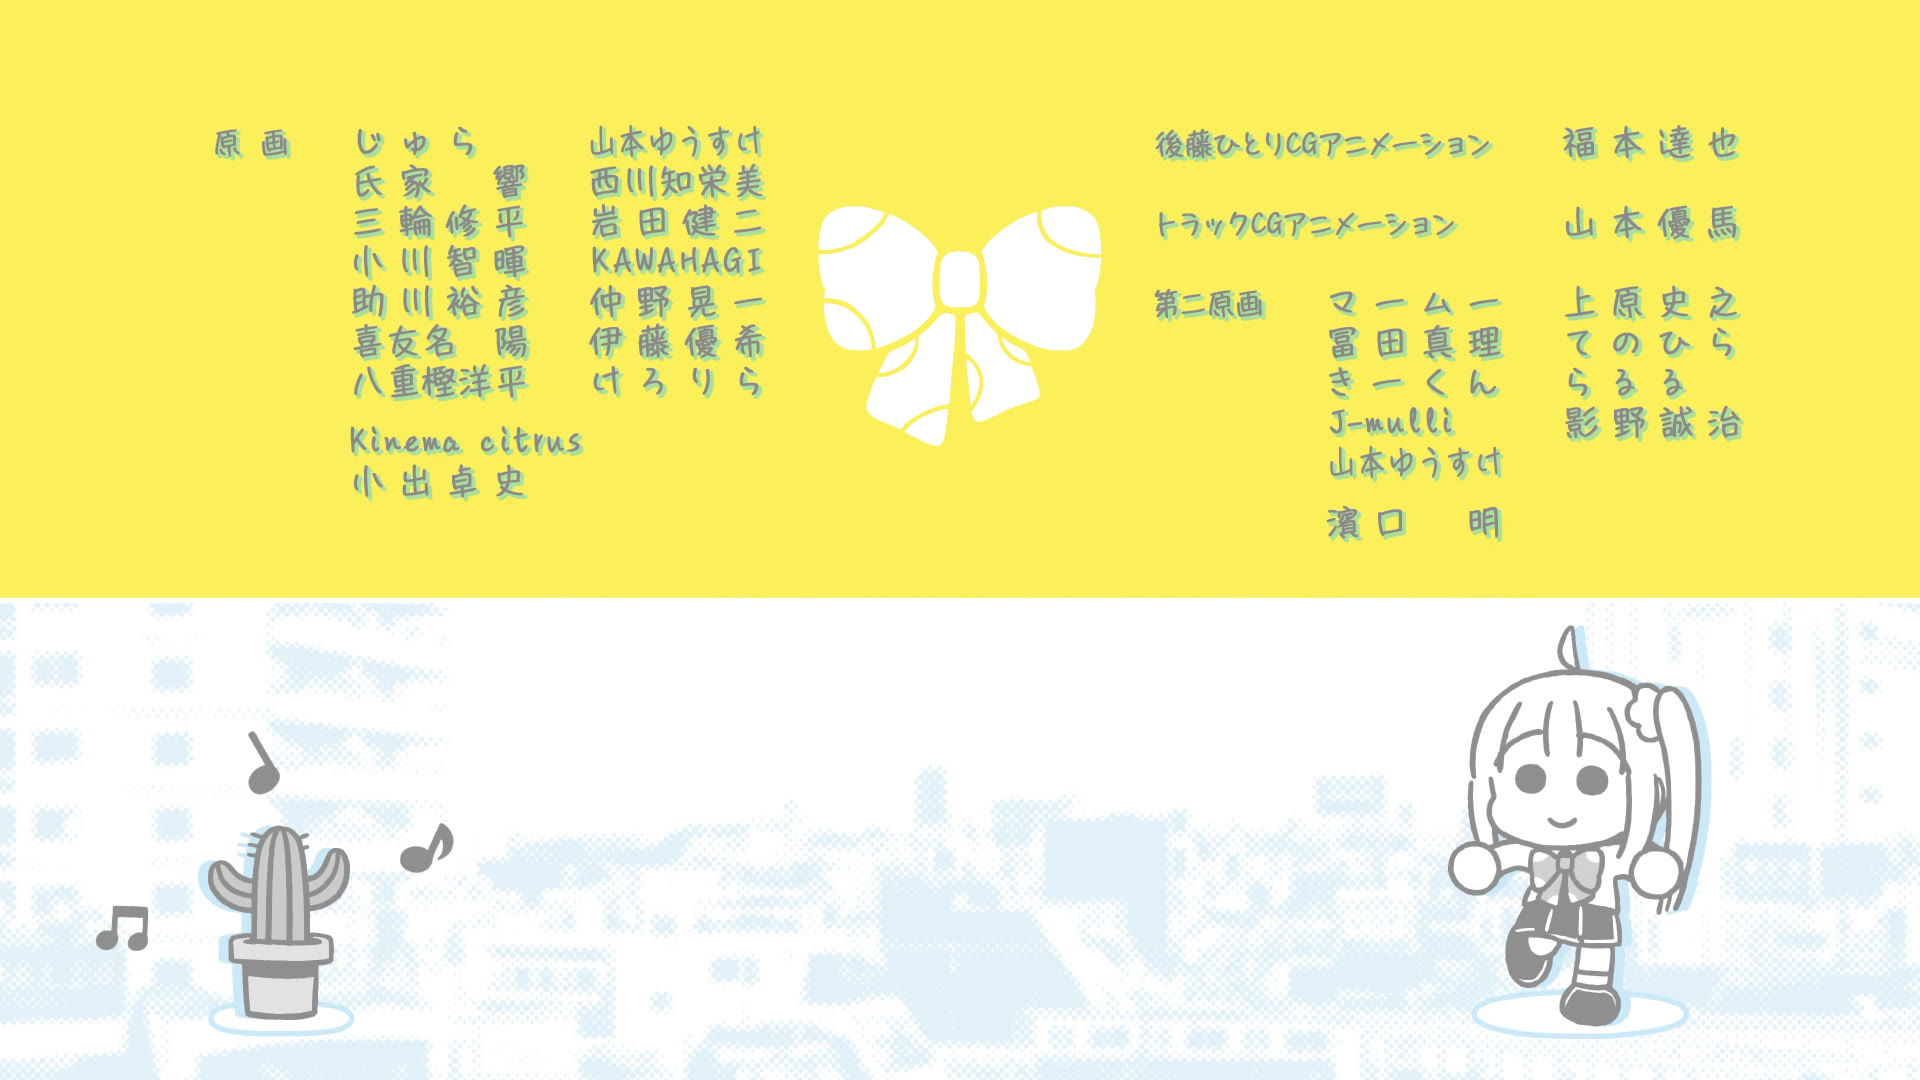 原画 じゅら 山本ゆうすけ
氏家 響 西川知栄美
三輪修平 岩田健二
小川智暉 KAWAHAGI
助川裕彦 仲野晃一
喜友名 陽 伊藤優希
八重樫洋平 けろりら
Kinema citrus
小出卓史
後藤ひとりCGアニメーション 福本達也
トラックCGアニメーション 山本優馬
第二原画 マームー 上原史之
冨田真理 てのひら
きーくん らるる
J-mulli 影野誠治
山本ゆうすけ
濱口 明